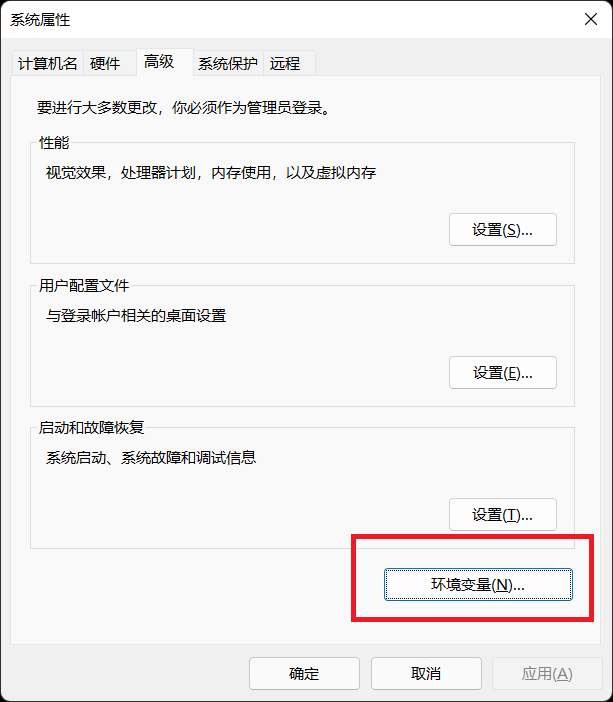 系统属性
计算机名 硬件 高级 系统保护 远程
要进行大多数更改，你必须作为管理员登录。
性能
视觉效果，处理器计划，内存使用，以及虚拟内存
设置(S)...
用户配置文件
与登录帐户相关的桌面设置
设置(E)...
启动和故障恢复
系统启动、系统故障和调试信息
设置(T)...
环境变量(N)...
确定 取消 应用(A)